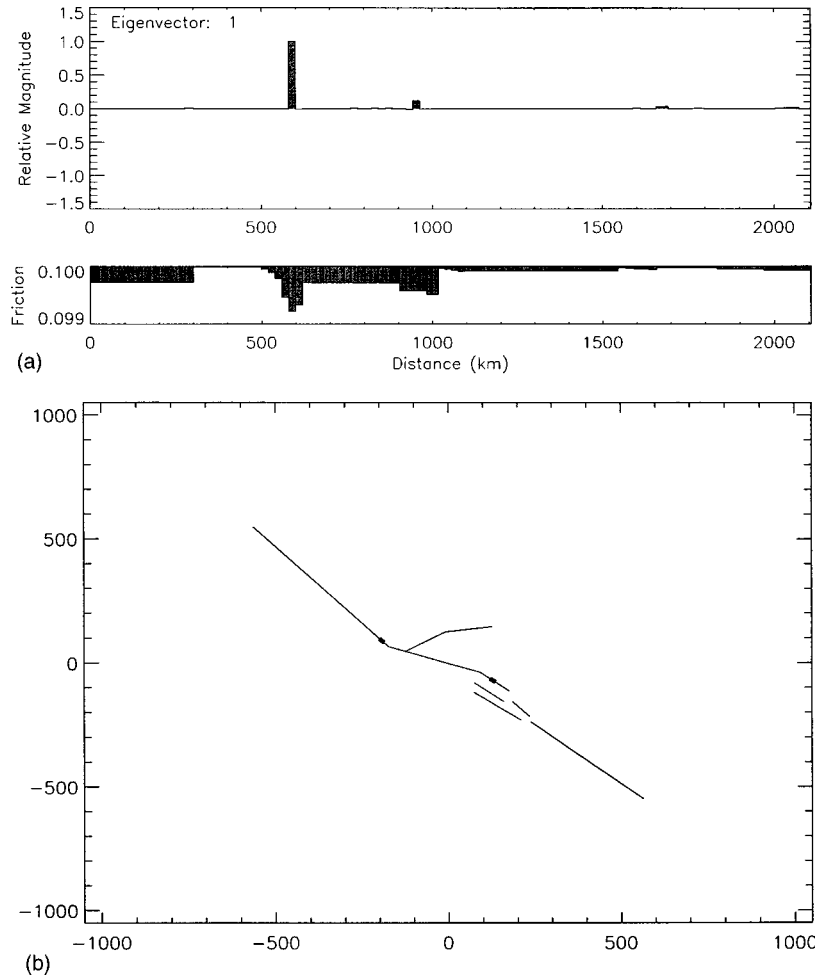 Eigenvector: 1
1.5
1.0
0.5
0.0
-0.5
-1.0
-1.5
Relative Magnitude
0 500 1000 1500 2000
0.100
0.099
Friction
0 500 1000 1500 2000
Distance (km)
(a)
1000
500
0
-500
-1000
-1000 -500 0 500 1000
(b)